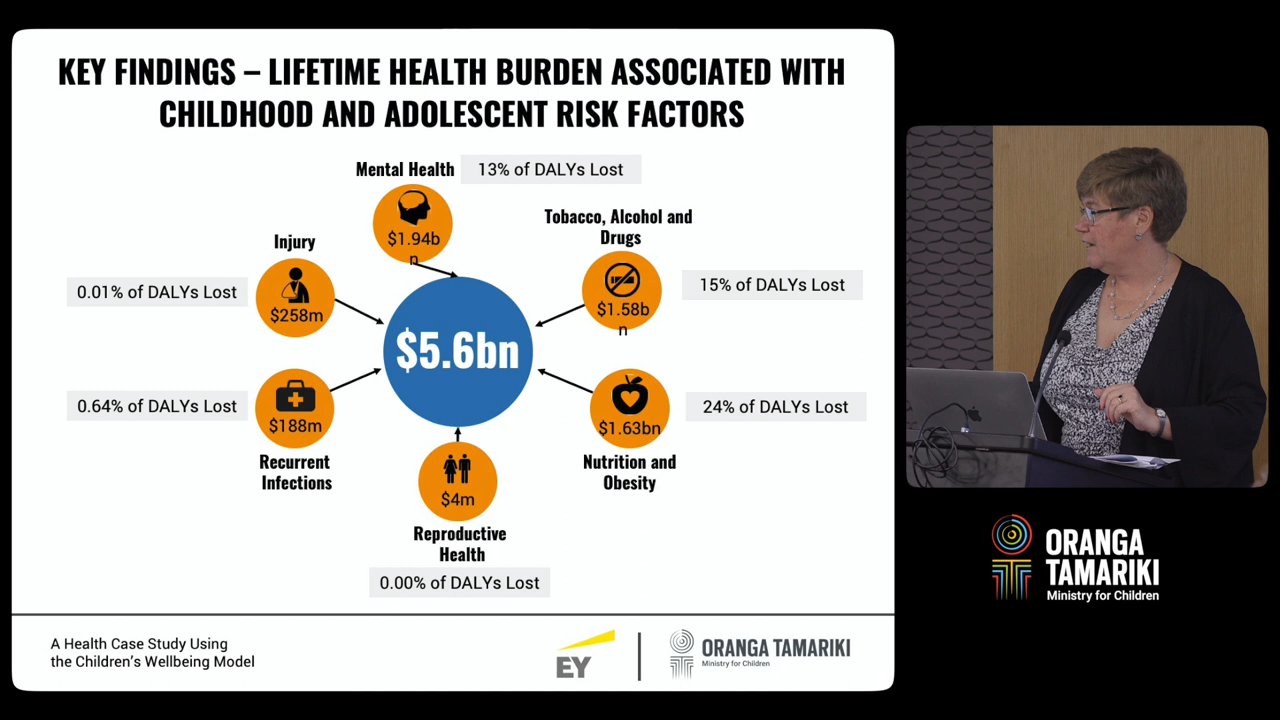 KEY FINDINGS – LIFETIME HEALTH BURDEN ASSOCIATED WITH
CHILDHOOD AND ADOLESCENT RISK FACTORS
Mental Health
13% of DALYs Lost
$1.94b
n
Tobacco, Alcohol and
Drugs
$1.58b
n
15% of DALYs Lost
Injury
0.01% of DALYs Lost
$258m
$5.6bn
0.64% of DALYs Lost
$188m
Recurrent
Infections
$1.63bn
24% of DALYs Lost
Nutrition and
Obesity
$4m
Reproductive
Health
0.00% of DALYs Lost
A Health Case Study Using
the Children's Wellbeing Model
EY
ORANGA TAMARIKI
Ministry for Children
ORANGA
TAMARIKI
Ministry for Children